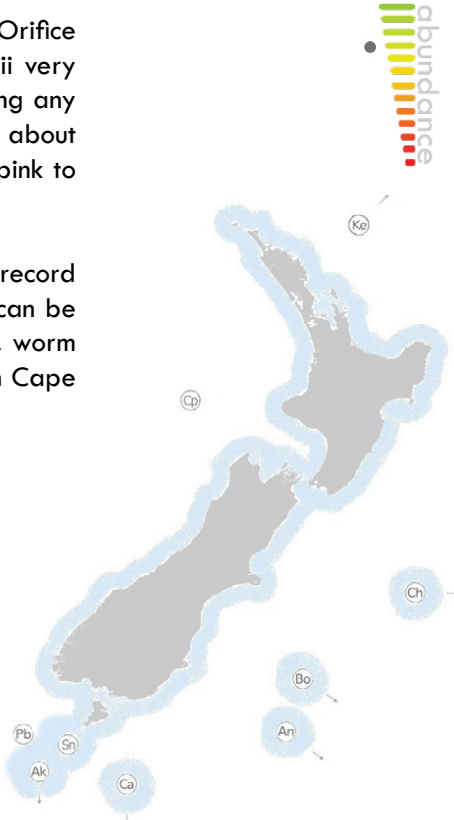 Orifice
ii very
ng any
about
pink to
record
can be
worm
n Cape
abundance
Ke
Cp
Ch
Bo
An
Pb
Sn
Ak
Ca